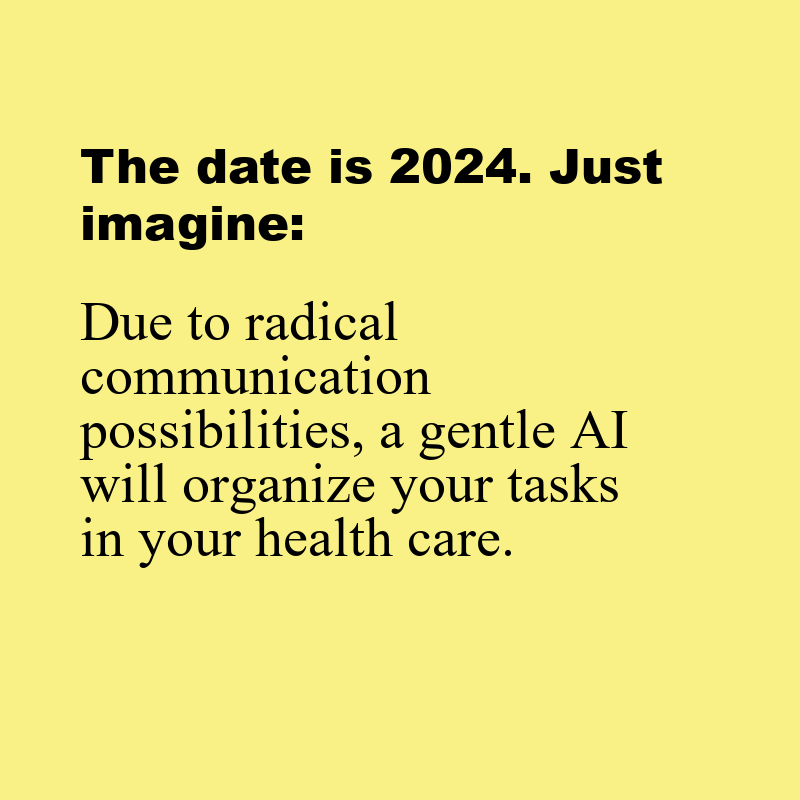 The date is 2024. Just
imagine:
Due to radical
communication
possibilities, a gentle AI
will organize your tasks
in your health care.